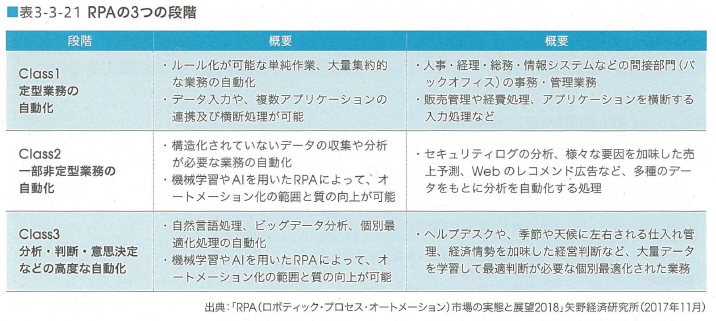 ■表3-3-21 RPAの3つの段階
段階
概要
概要
Class1
定型業務の
自動化
・ルール化が可能な単純作業、大量集約的
な業務の自動化
・データ入力や、複数アプリケーションの
連携及び横断処理が可能
・人事・経理・総務・情報システムなどの間接部門(バ
ックオフィス)の事務・管理業務
・販売管理や経費処理、アプリケーションを横断する
入力処理など
Class2
一部非定型業務の
自動化
・構造化されていないデータの収集や分析
が必要な業務の自動化
・機械学習やAIを用いたRPAによって、オ
ートメーション化の範囲と質の向上が可能
・セキュリティログの分析、様々な要因を加味した売
上予測、Webのレコメンド広告など、多種のデー
タをもとに分析を自動化する処理
Class3
分析・判断・意思決定
などの高度な自動化
・自然言語処理、ビッグデータ分析、個別最
適化処理の自動化
・機械学習やAIを用いたRPAによって、オ
ートメーション化の範囲と質の向上が可能
・ヘルプデスクや、季節や天候に左右される仕入れ管
理、経済情勢を加味した経営判断など、大量データ
を学習して最適判断が必要な個別最適化された業務
出典:「RPA(ロボティック・プロセス・オートメーション)市場の実態と展望2018」矢野経済研究所(2017年11月)